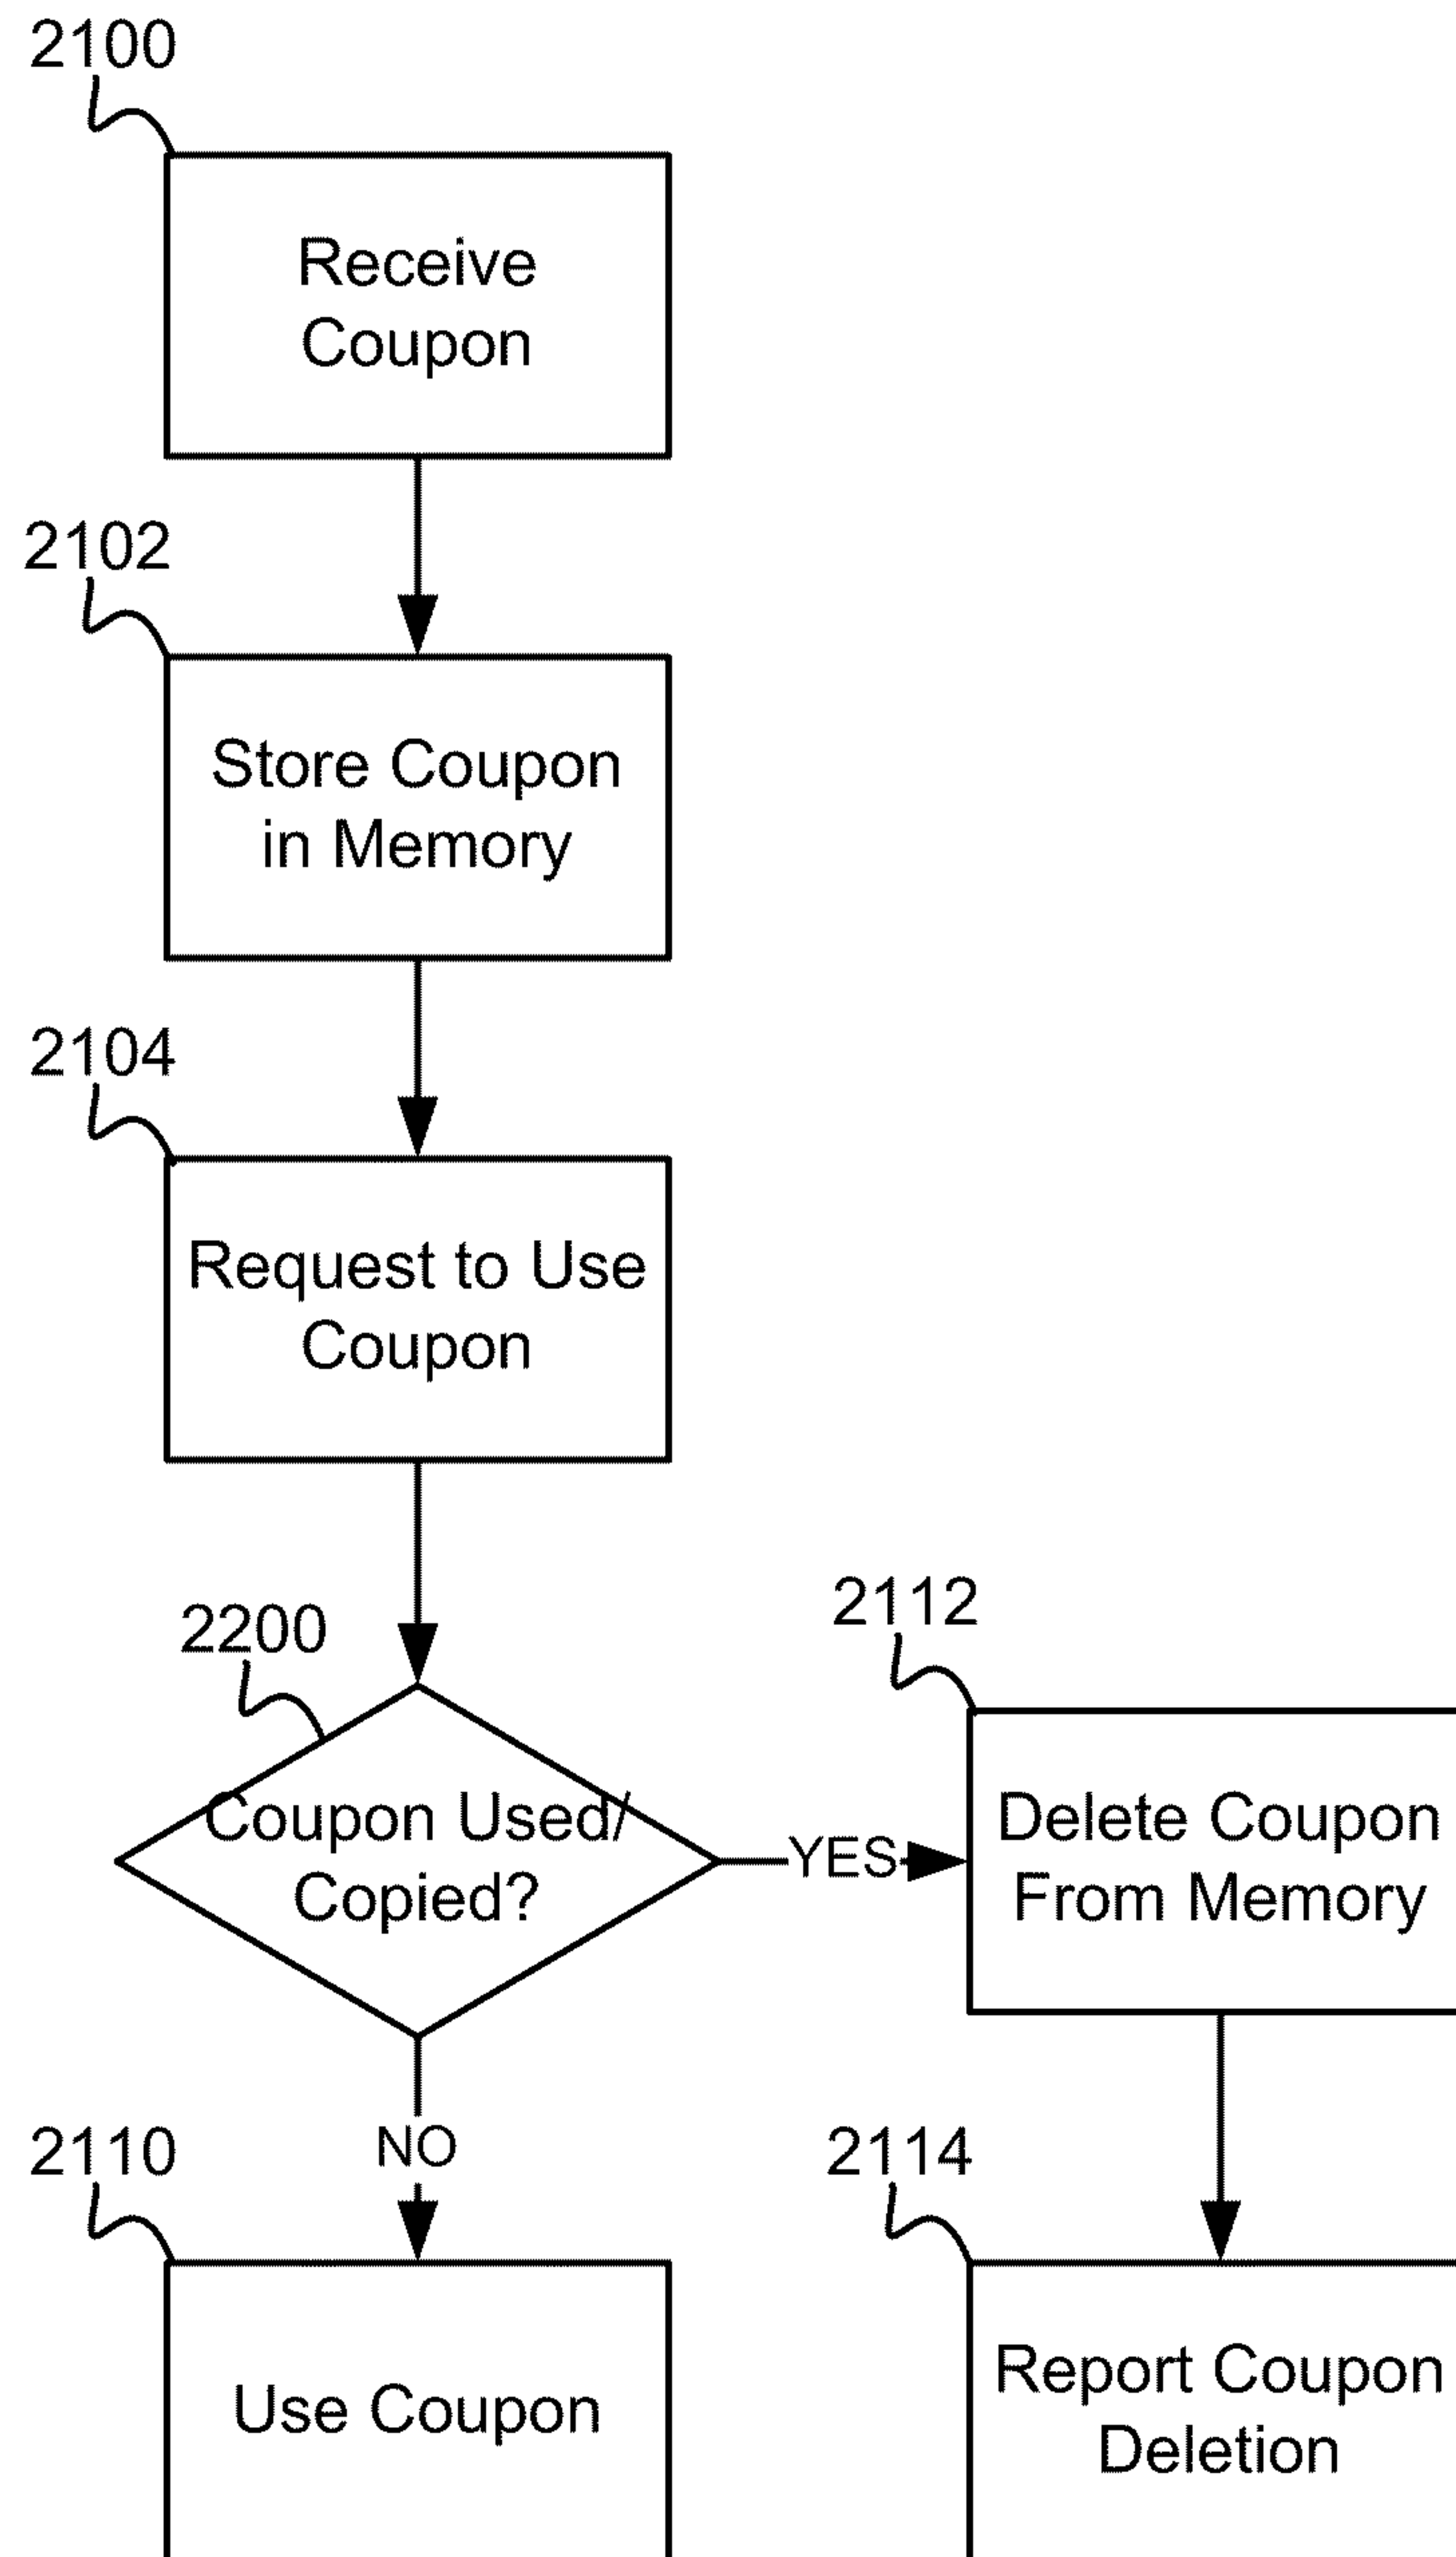 2100
Receive
Coupon
2102
Store Coupon
in Memory
2104
Request to Use
Coupon
2200
Coupon Used/
Copied?
YES
2112
Delete Coupon
From Memory
NO
2110
Use Coupon
2114
Report Coupon
Deletion